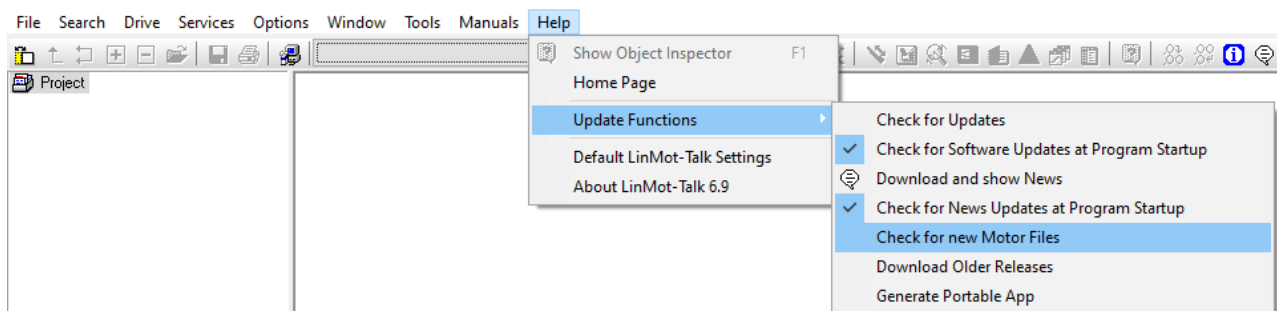 File Search Drive Services Options Window Tools Manuals Help
Show Object Inspector F1
Project
Home Page
Update Functions
Check for Updates
Default LinMot-Talk Settings
Check for Software Updates at Program Startup
About LinMot-Talk 6.9
Download and show News
Check for News Updates at Program Startup
Check for new Motor Files
Download Older Releases
Generate Portable App